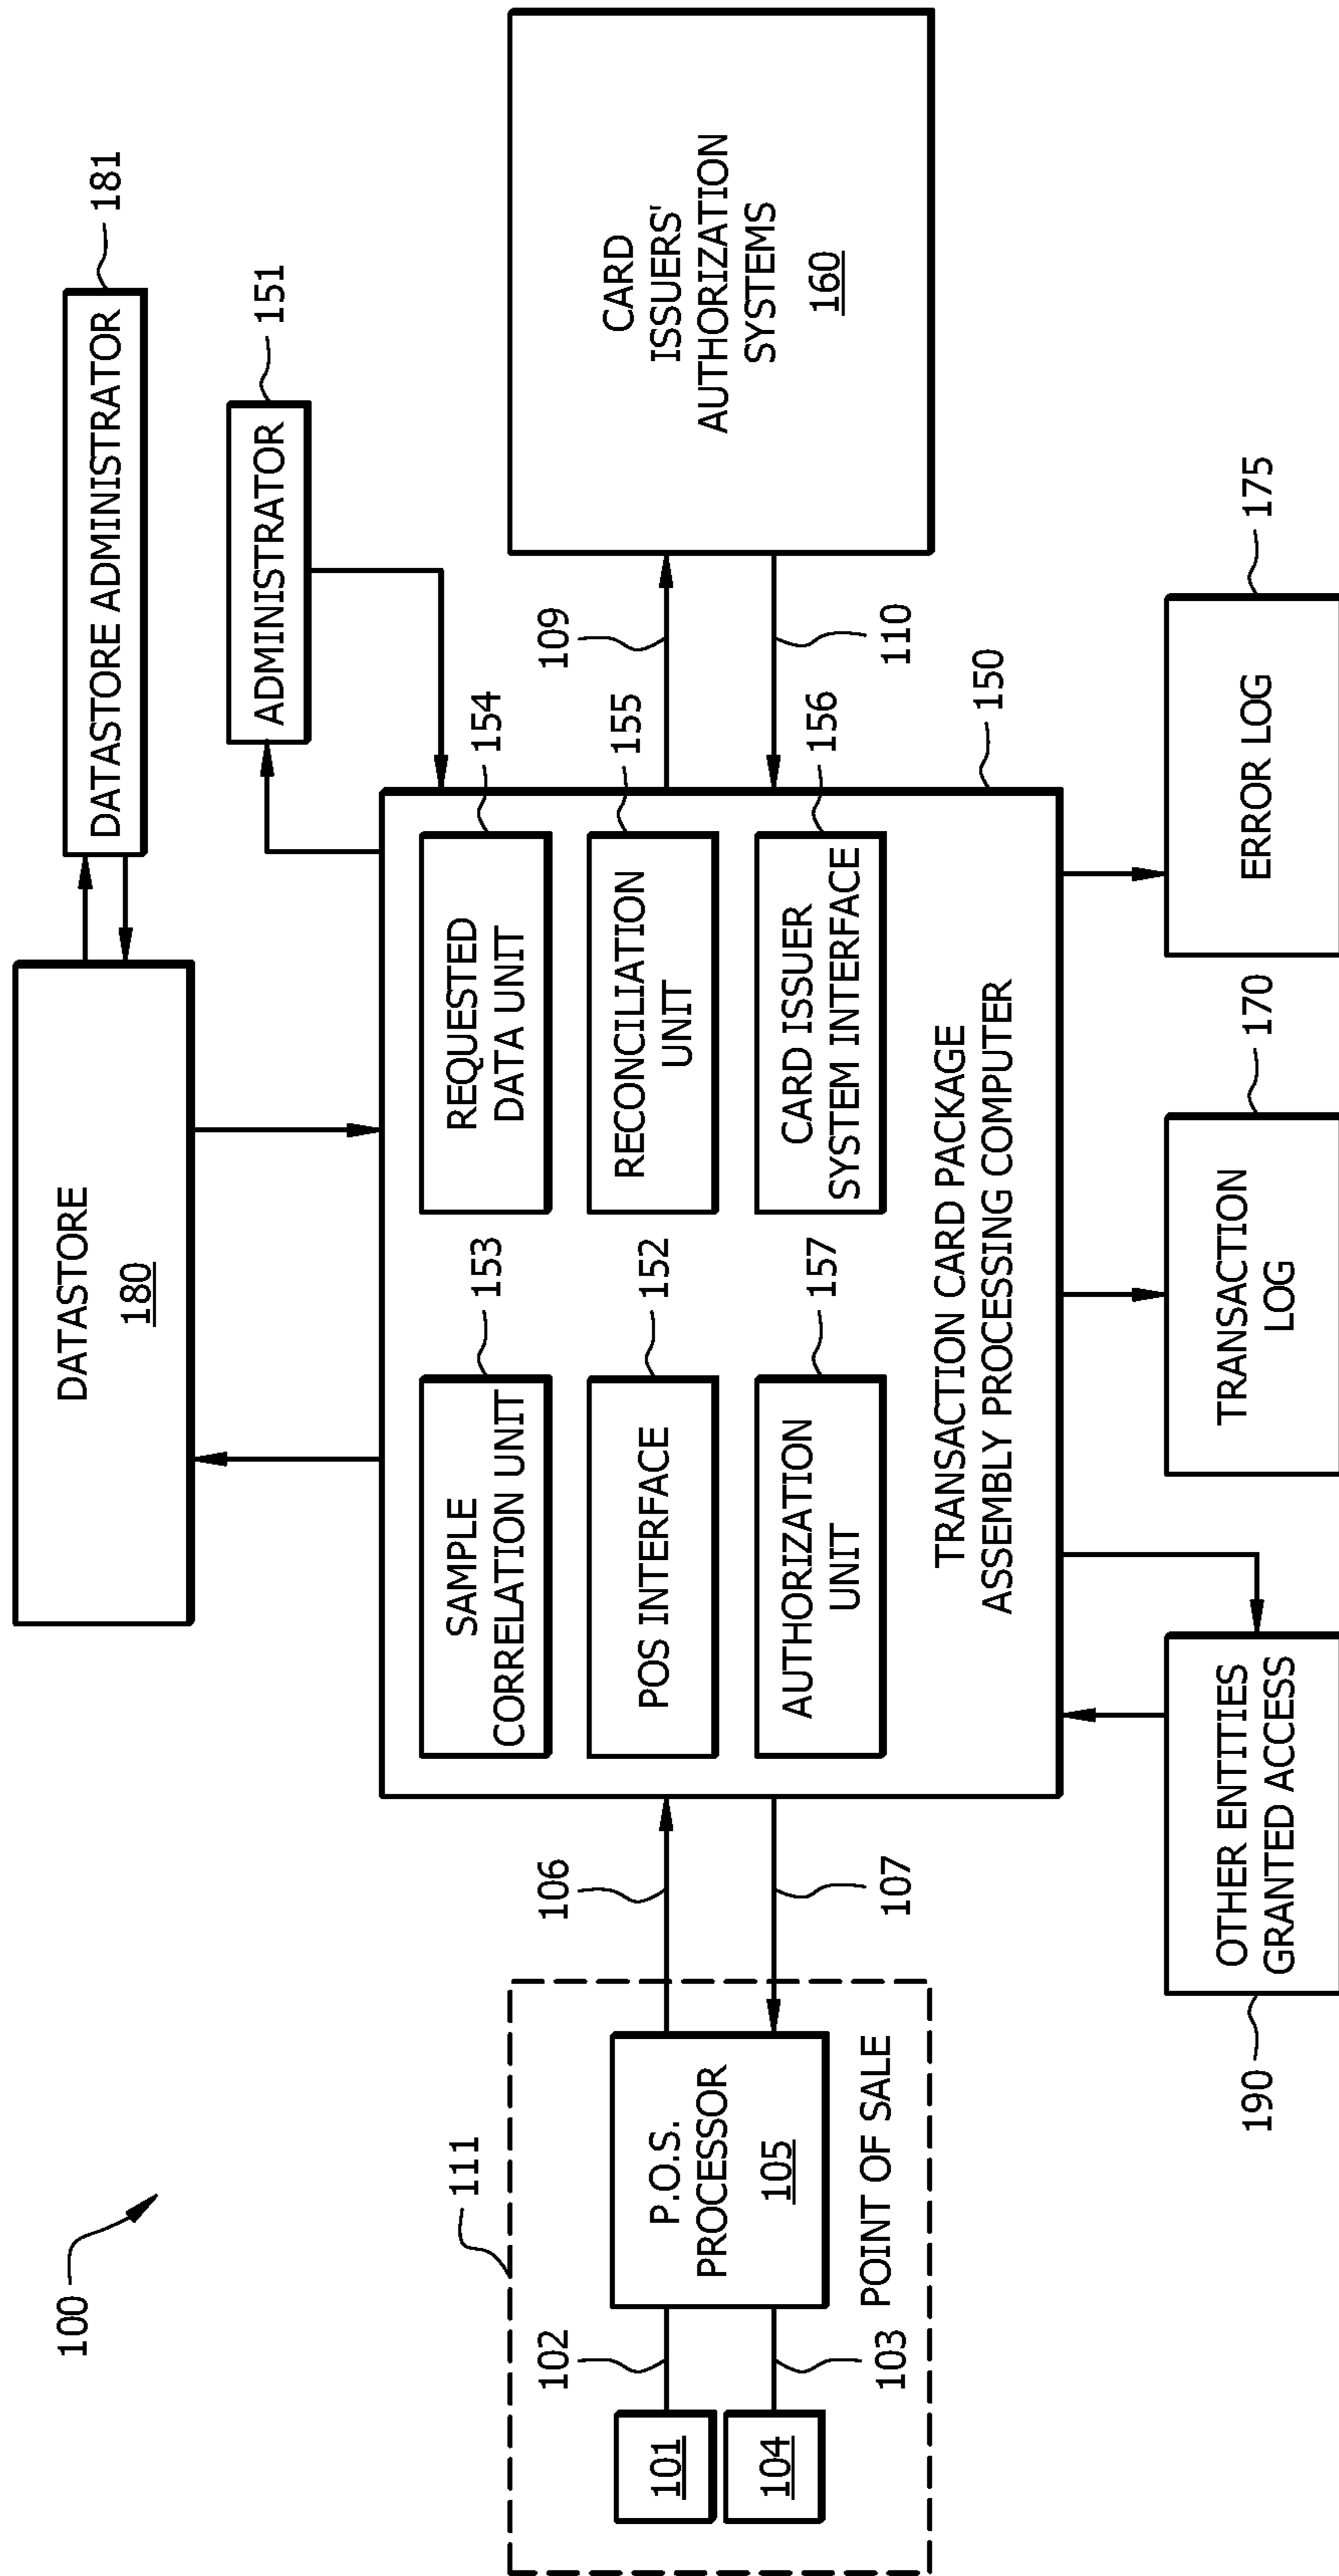 100
DATASTORE
180
DATASTORE ADMINISTRATOR
181
ADMINISTRATOR
151
111
101
104
102
103
P.O.S.
PROCESSOR
105
POINT OF SALE
106
107
SAMPLE
CORRELATION UNIT
153
REQUESTED
DATA UNIT
154
POS INTERFACE
152
RECONCILIATION
UNIT
155
AUTHORIZATION
UNIT
157
CARD ISSUER
SYSTEM INTERFACE
156
TRANSACTION CARD PACKAGE
ASSEMBLY PROCESSING COMPUTER
150
109
110
CARD
ISSUERS'
AUTHORIZATION
SYSTEMS
160
190
OTHER ENTITIES
GRANTED ACCESS
TRANSACTION
LOG
170
ERROR LOG
175